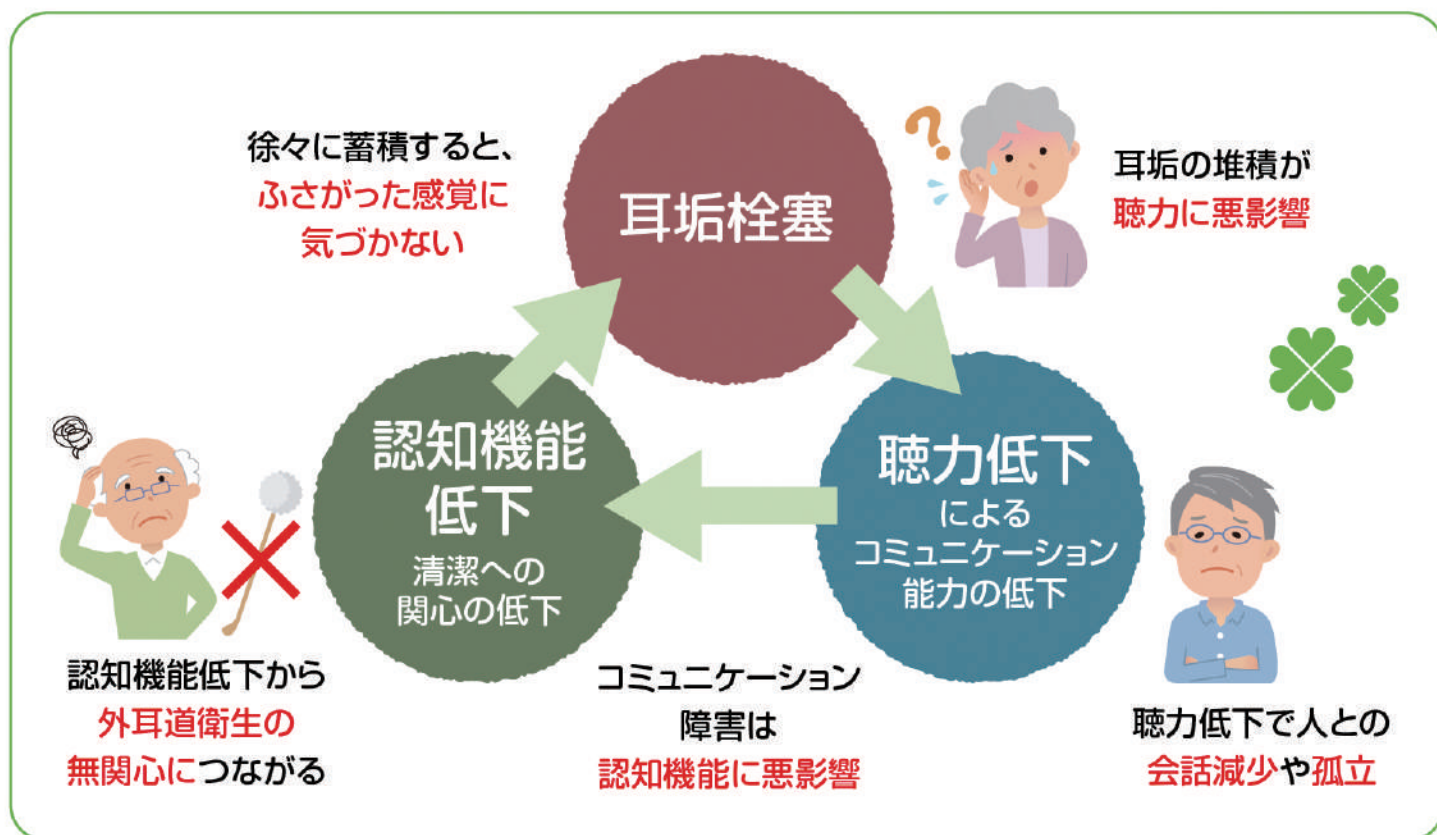 徐々に蓄積すると、
ふさがった感覚に
気づかない
耳垢栓塞
耳垢の堆積が
聴力に悪影響
認知機能
低下
清潔への
関心の低下
聴力低下
による
コミュニケーション
能力の低下
認知機能低下から
外耳道衛生の
無関心につながる
コミュニケーション
障害は
認知機能に悪影響
聴力低下で人との
会話減少や孤立